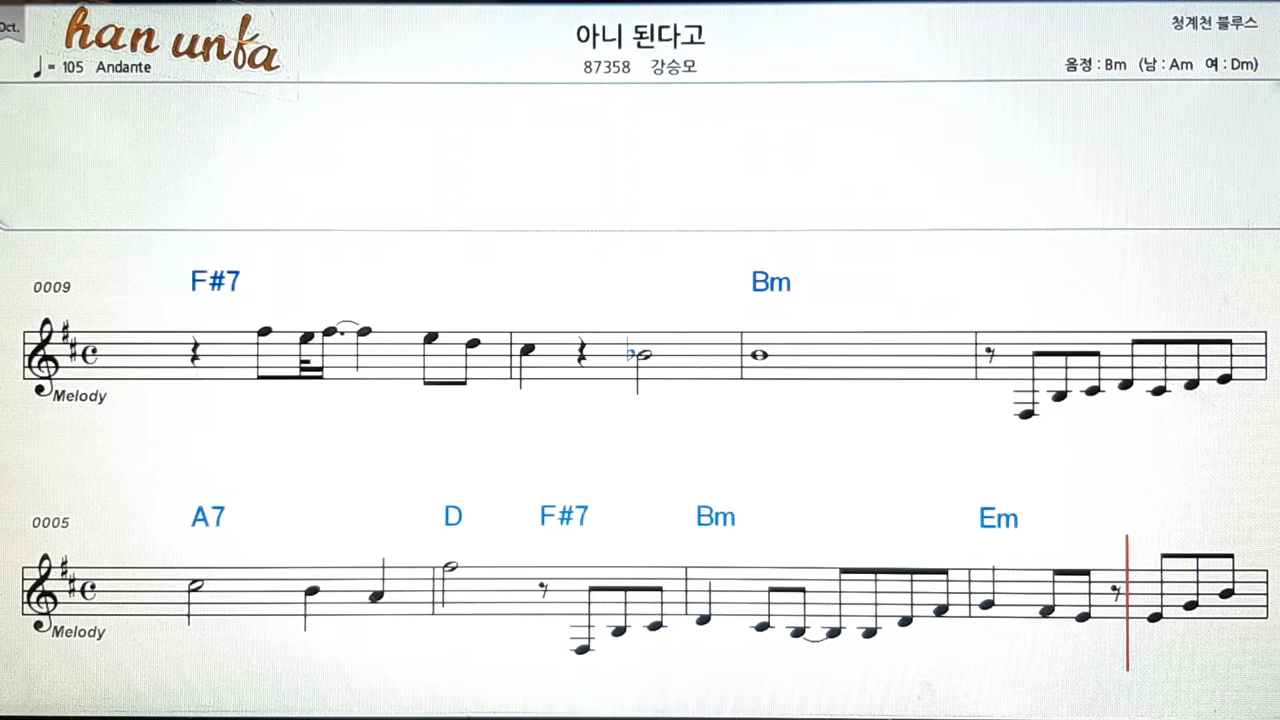 Oct.
han unfa
아니 된다고
청계천 블루스
♩= 105 Andante
87358 강승모
음정 : Bm (남 : Am 여 : Dm)
0009
F#7
Bm
Melody
0005
A7
D
F#7
Bm
Em
Melody